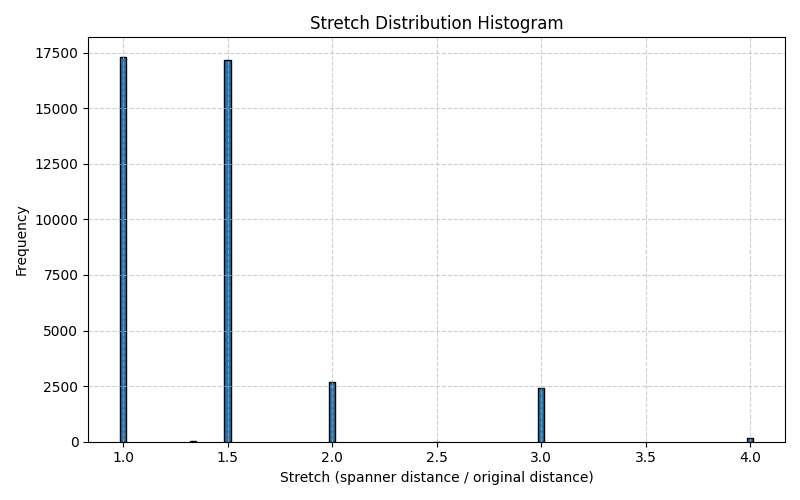 Stretch Distribution Histogram
17500
15000
12500
10000
7500
5000
2500
0
Frequency
1.0 1.5 2.0 2.5 3.0 3.5 4.0
Stretch (spanner distance / original distance)